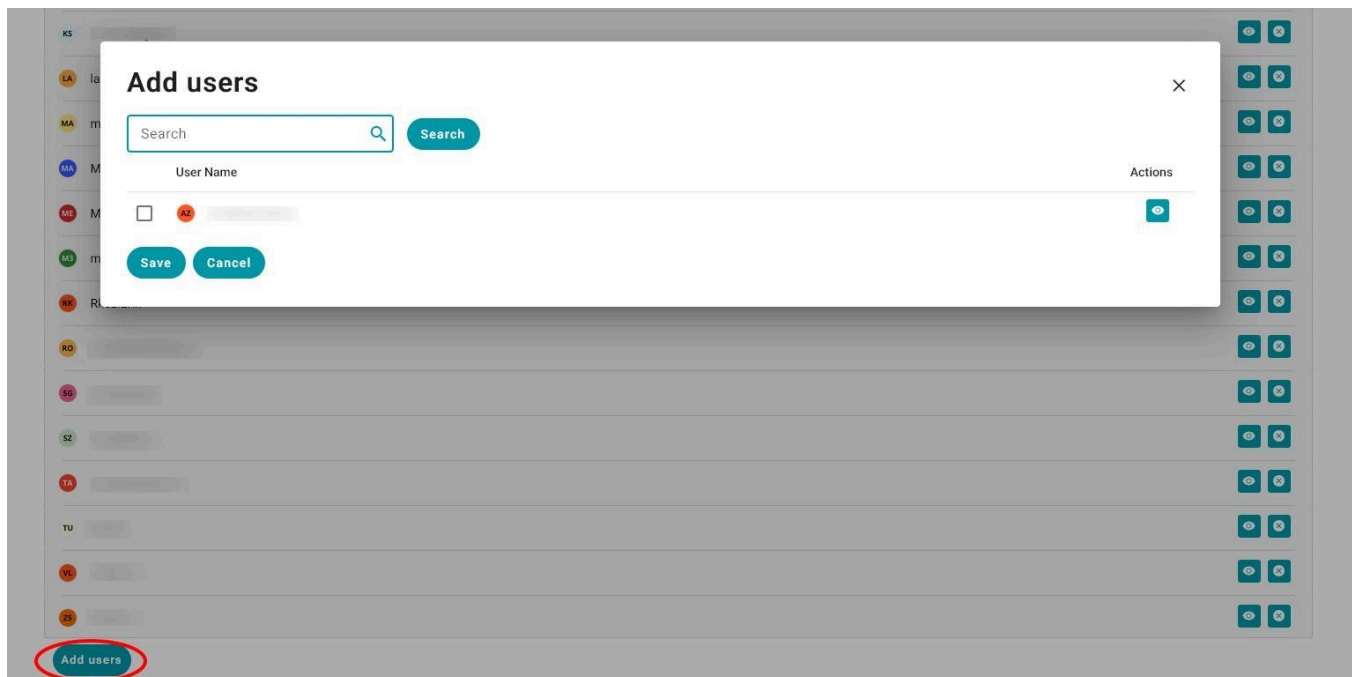 KS
LA la
Add users
MA m
Search Search
MA M
User Name Actions
ME M
AZ
M3 m
Save Cancel
RK
RO
SG
SZ
TA
TU
VL
ZS
Add users